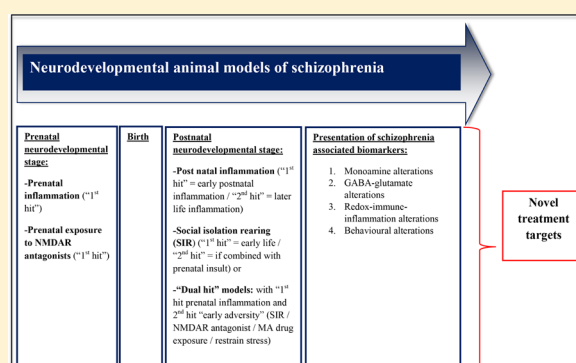 Neurodevelopmental animal models of schizophrenia
Prenatal
neurodevelopmental
stage:
-Prenatal
inflammation (“1st
hit”)
-Prenatal exposure
to NMDAR
antagonists (“1st hit”)
Birth
Postnatal
neurodevelopmental stage:
-Post natal inflammation (“1st
hit” = early postnatal
inflammation / “2nd hit” = later
life inflammation)
-Social isolation rearing
(SIR) (“1st hit” = early life /
“2nd hit” = if combined with
prenatal insult) or
-“Dual hit” models: with “1st
hit prenatal inflammation and
2nd hit “early adversity” (SIR /
NMDAR antagonist / MA drug
exposure / restrain stress)
Presentation of schizophrenia
associated biomarkers:
1. Monoamine alterations
2. GABA-glutamate
alterations
3. Redox-immune-
inflammation alterations
4. Behavioural alterations
Novel
treatment
targets